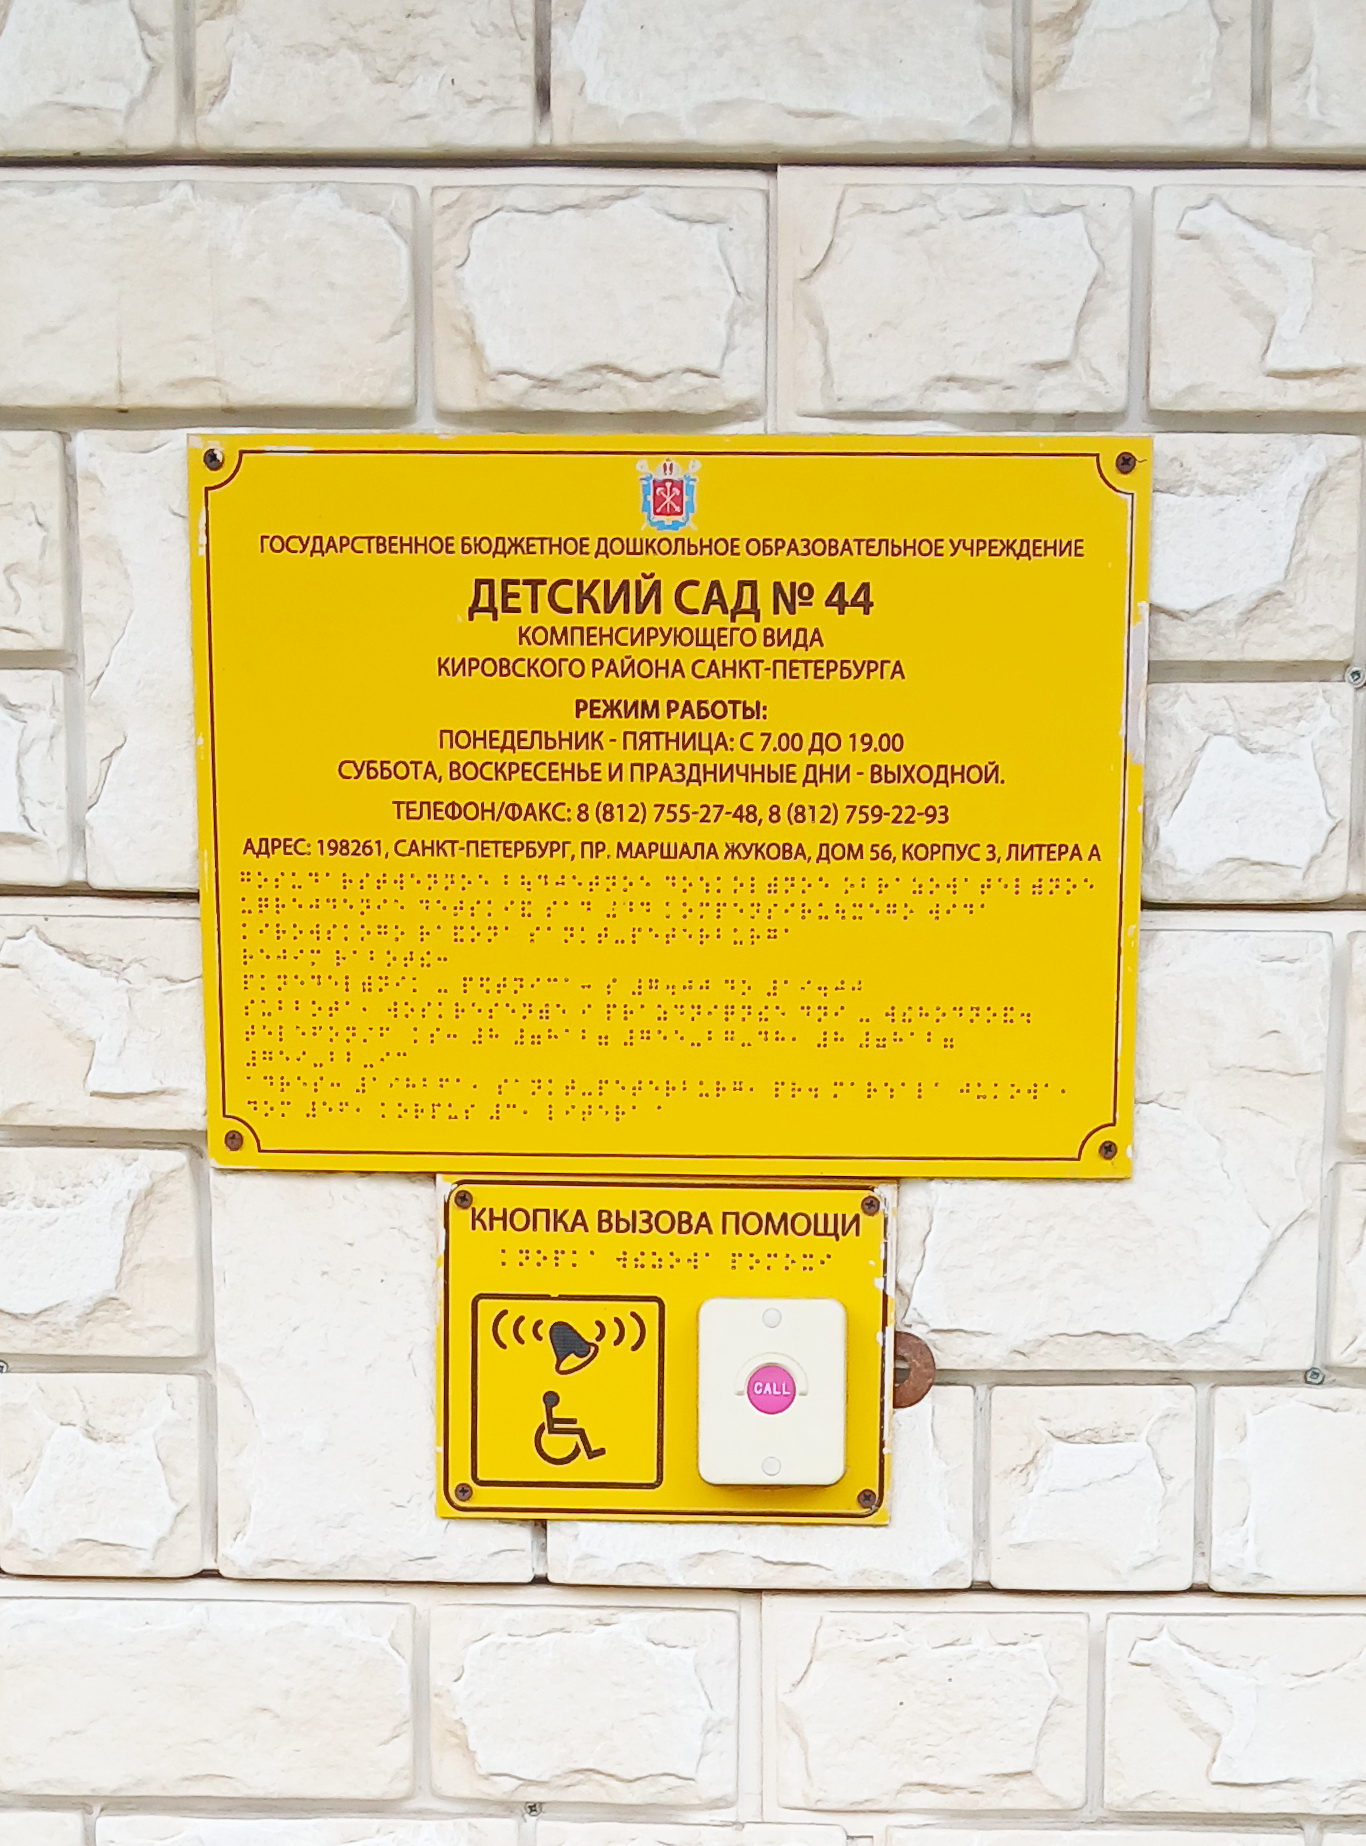 ГОСУДАРСТВЕННОЕ БЮДЖЕТНОЕ ДОШКОЛЬНОЕ ОБРАЗОВАТЕЛЬНОЕ УЧРЕЖДЕНИЕ
ДЕТСКИЙ САД № 44
КОМПЕНСИРУЮЩЕГО ВИДА
КИРОВСКОГО РАЙОНА САНКТ-ПЕТЕРБУРГА
РЕЖИМ РАБОТЫ:
ПОНЕДЕЛЬНИК - ПЯТНИЦА: С 7.00 ДО 19.00
СУББОТА, ВОСКРЕСЕНЬЕ И ПРАЗДНИЧНЫЕ ДНИ - ВЫХОДНОЙ.
ТЕЛЕФОН/ФАКС: 8 (812) 755-27-48, 8 (812) 759-22-93
АДРЕС: 198261, САНКТ-ПЕТЕРБУРГ, ПР. МАРШАЛА ЖУКОВА, ДОМ 56, КОРПУС 3, ЛИТЕРА А
КНОПКА ВЫЗОВА ПОМОЩИ
CALL